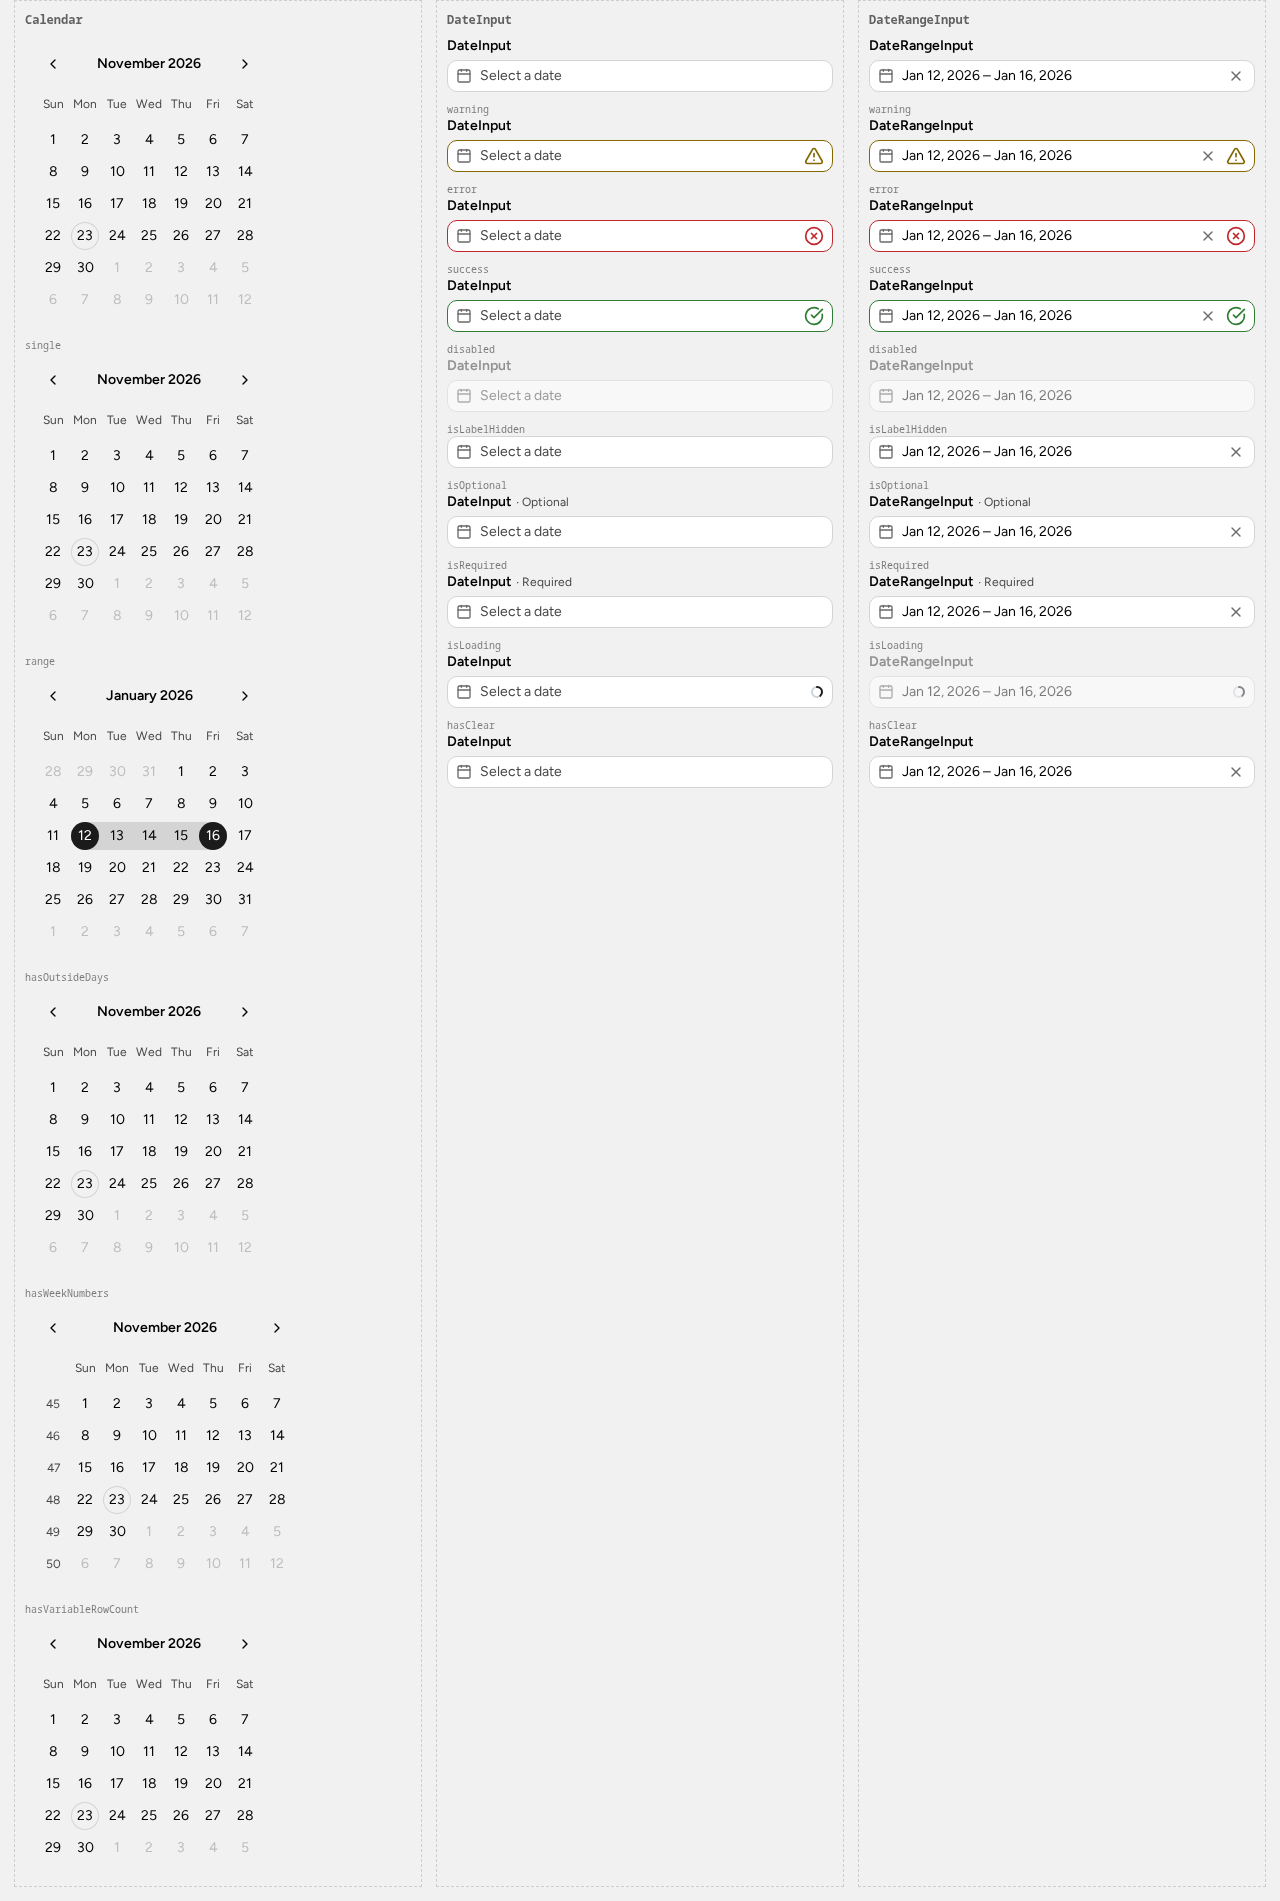 Calendar
November 2026
Sun Mon Tue Wed Thu Fri Sat
1 2 3 4 5 6 7
8 9 10 11 12 13 14
15 16 17 18 19 20 21
22 23 24 25 26 27 28
29 30 1 2 3 4 5
6 7 8 9 10 11 12
single
November 2026
Sun Mon Tue Wed Thu Fri Sat
1 2 3 4 5 6 7
8 9 10 11 12 13 14
15 16 17 18 19 20 21
22 23 24 25 26 27 28
29 30 1 2 3 4 5
6 7 8 9 10 11 12
range
January 2026
Sun Mon Tue Wed Thu Fri Sat
28 29 30 31 1 2 3
4 5 6 7 8 9 10
11 12 13 14 15 16 17
18 19 20 21 22 23 24
25 26 27 28 29 30 31
1 2 3 4 5 6 7
hasOutsideDays
November 2026
Sun Mon Tue Wed Thu Fri Sat
1 2 3 4 5 6 7
8 9 10 11 12 13 14
15 16 17 18 19 20 21
22 23 24 25 26 27 28
29 30 1 2 3 4 5
6 7 8 9 10 11 12
hasWeekNumbers
November 2026
Sun Mon Tue Wed Thu Fri Sat
45 1 2 3 4 5 6 7
46 8 9 10 11 12 13 14
47 15 16 17 18 19 20 21
48 22 23 24 25 26 27 28
49 29 30 1 2 3 4 5
50 6 7 8 9 10 11 12
hasVariableRowCount
November 2026
Sun Mon Tue Wed Thu Fri Sat
1 2 3 4 5 6 7
8 9 10 11 12 13 14
15 16 17 18 19 20 21
22 23 24 25 26 27 28
29 30 1 2 3 4 5
DateInput
DateInput
Select a date
warning
DateInput
Select a date
error
DateInput
Select a date
success
DateInput
Select a date
disabled
DateInput
Select a date
isLabelHidden
Select a date
isOptional
DateInput · Optional
Select a date
isRequired
DateInput · Required
Select a date
isLoading
DateInput
Select a date
hasClear
DateInput
Select a date
DateRangeInput
DateRangeInput
Jan 12, 2026 – Jan 16, 2026
warning
DateRangeInput
Jan 12, 2026 – Jan 16, 2026
error
DateRangeInput
Jan 12, 2026 – Jan 16, 2026
success
DateRangeInput
Jan 12, 2026 – Jan 16, 2026
disabled
DateRangeInput
Jan 12, 2026 – Jan 16, 2026
isLabelHidden
Jan 12, 2026 – Jan 16, 2026
isOptional
DateRangeInput · Optional
Jan 12, 2026 – Jan 16, 2026
isRequired
DateRangeInput · Required
Jan 12, 2026 – Jan 16, 2026
isLoading
DateRangeInput
Jan 12, 2026 – Jan 16, 2026
hasClear
DateRangeInput
Jan 12, 2026 – Jan 16, 2026